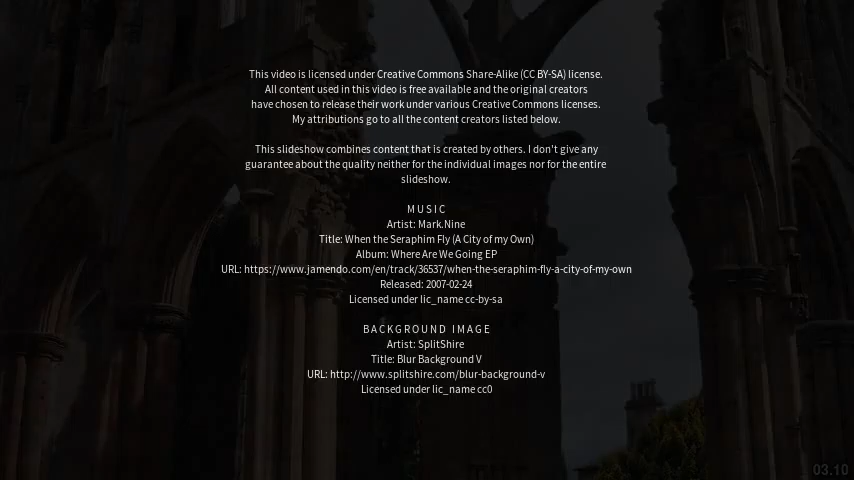 This video is licensed under Creative Commons Share-Alike (CC BY-SA) license.
All content used in this video is free available and the original creators
have chosen to release their work under various Creative Commons licenses.
My attributions go to all the content creators listed below.
This slideshow combines content that is created by others. I don't give any
guarantee about the quality neither for the individual images nor for the entire
slideshow.
MUSIC
Artist: Mark.Nine
Title: When the Seraphim Fly (A City of my Own)
Album: Where Are We Going EP
URL: https://www.jamendo.com/en/track/36537/when-the-seraphim-fly-a-city-of-my-own
Released: 2007-02-24
Licensed under lic_name cc-by-sa
BACKGROUND IMAGE
Artist: SplitShire
Title: Blur Background V
URL: http://www.splitshire.com/blur-background-v
Licensed under lic_name cc0
03.10